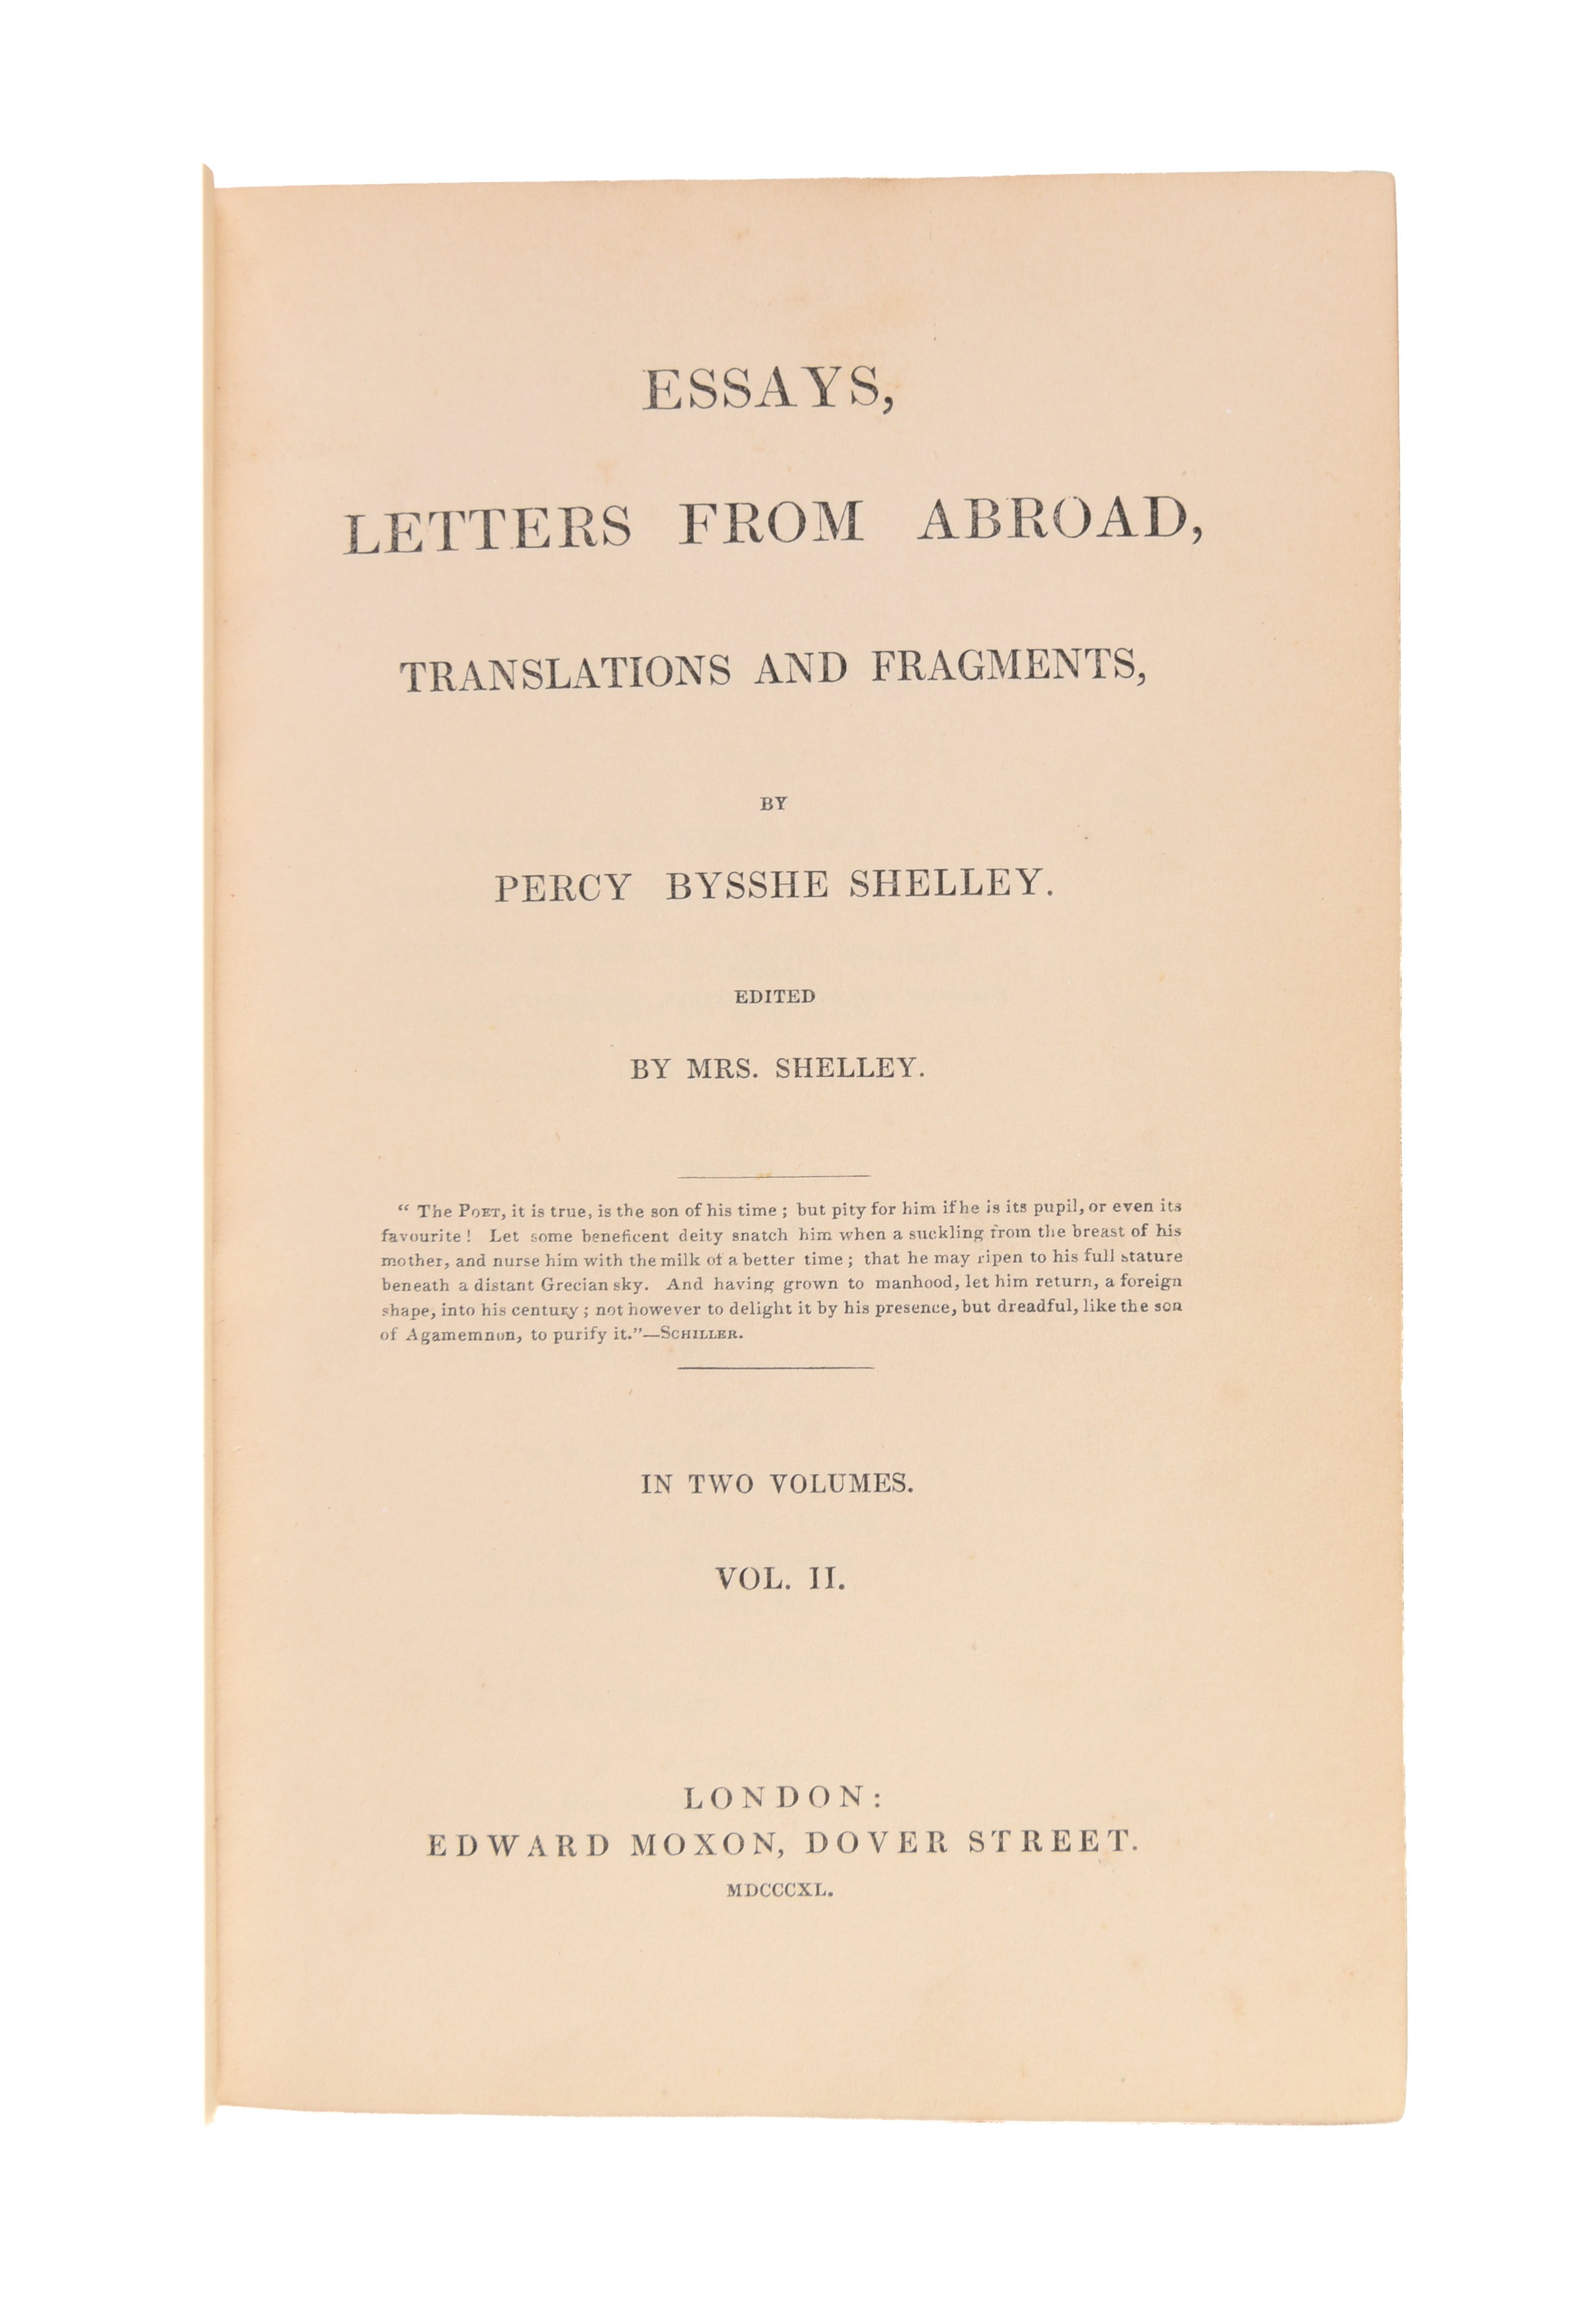 ESSAYS,
LETTERS FROM ABROAD,
TRANSLATIONS AND FRAGMENTS,
BY
PERCY BYSSHE SHELLEY.
EDITED
BY MRS. SHELLEY.
“ The POET, it is true, is the son of his time ; but pity for him if he is its pupil, or even its
favourite ! Let some beneficent deity snatch him when a suckling from the breast of his
mother, and nurse him with the milk of a better time ; that he may ripen to his full stature
beneath a distant Grecian sky. And having grown to manhood, let him return, a foreign
shape, into his century ; not however to delight it by his presence, but dreadful, like the son
of Agamemnon, to purify it.”—SCHILLER.
IN TWO VOLUMES.
VOL. II.
LONDON:
EDWARD MOXON, DOVER STREET.
MDCCCXL.